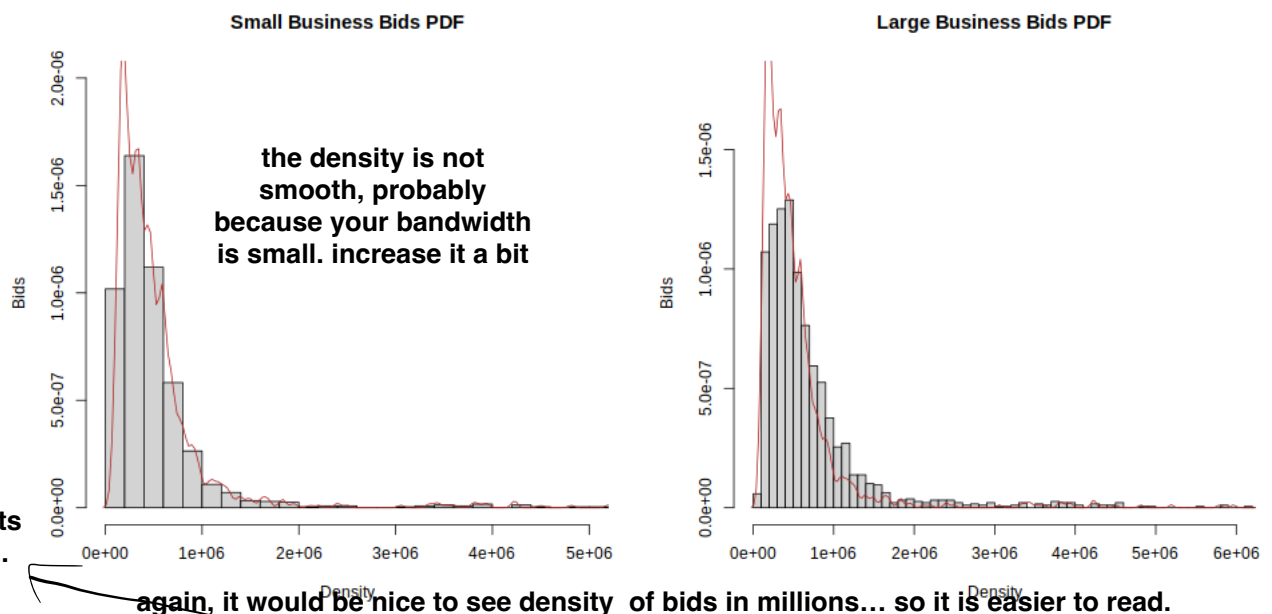 Small Business Bids PDF
Large Business Bids PDF
the density is not
smooth, probably
because your bandwidth
is small. increase it a bit
Bids
0.0e+00
5.0e-07
1.0e-06
1.5e-06
2.0e-06
0e+00 1e+06 2e+06 3e+06 4e+06 5e+06
Density
Bids
0.0e+00
5.0e-07
1.0e-06
1.5e-06
0e+00 1e+06 2e+06 3e+06 4e+06 5e+06 6e+06
Density
ts
.
again, it would be nice to see density of bids in millions... so it is easier to read.